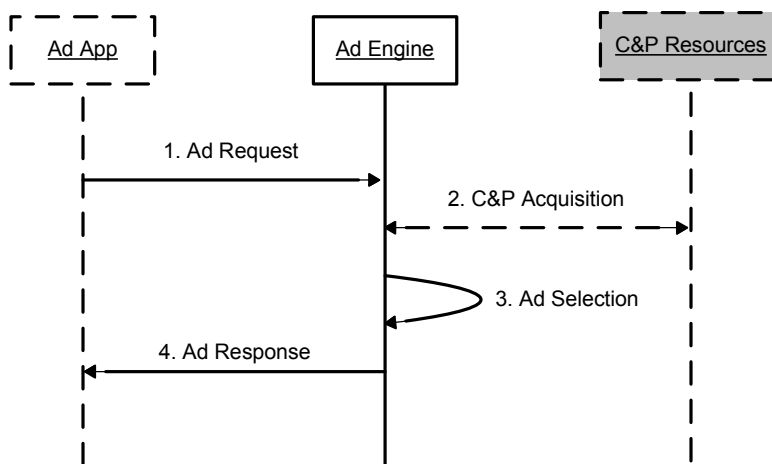 Ad App
Ad Engine
C&P Resources
1. Ad Request
2. C&P Acquisition
3. Ad Selection
4. Ad Response